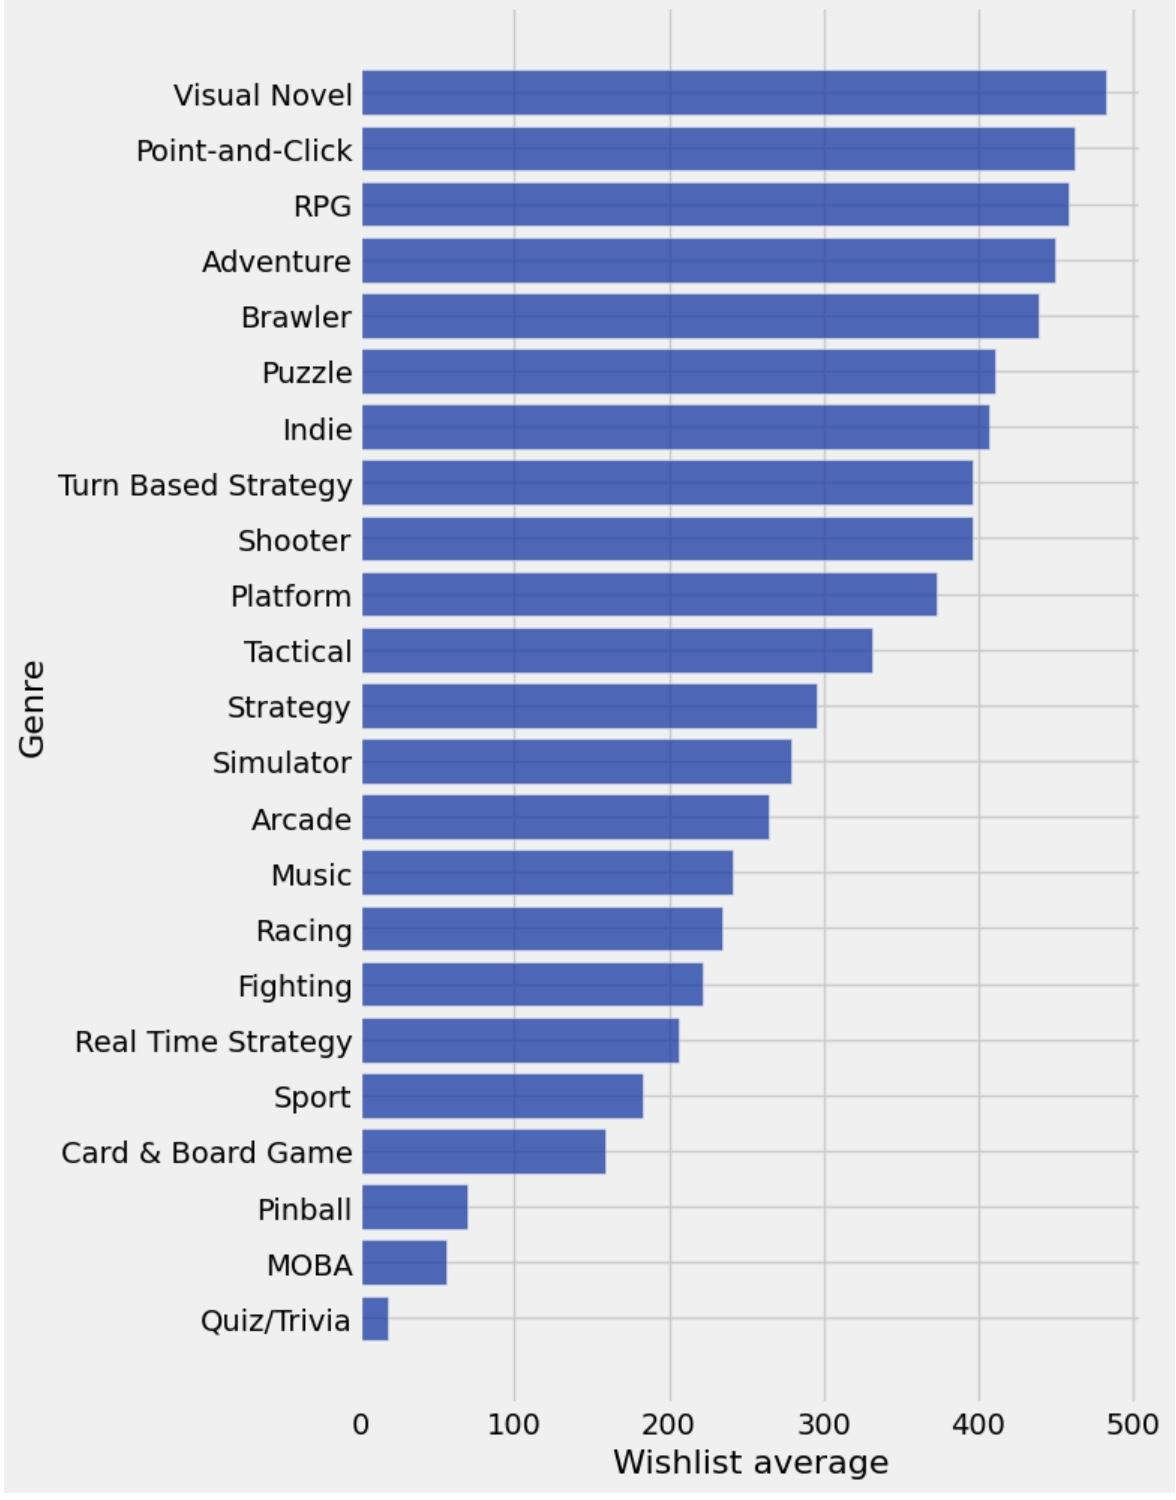 Visual Novel
Point-and-Click
RPG
Adventure
Brawler
Puzzle
Indie
Turn Based Strategy
Shooter
Platform
Tactical
Strategy
Simulator
Arcade
Music
Racing
Fighting
Real Time Strategy
Sport
Card & Board Game
Pinball
MOBA
Quiz/Trivia
Genre
0 100 200 300 400 500
Wishlist average